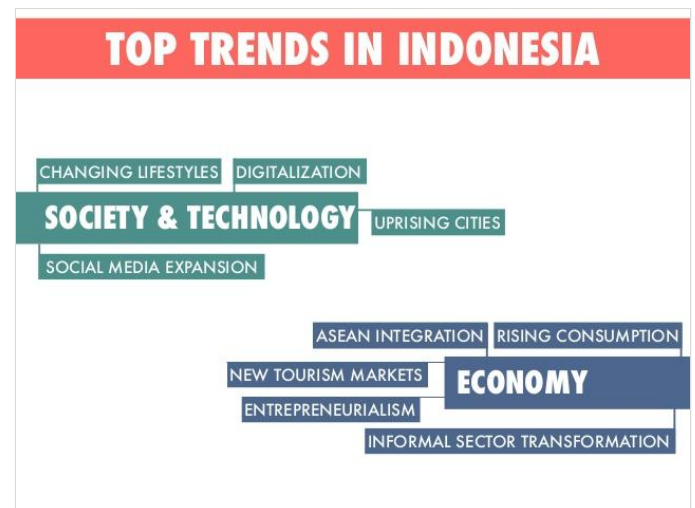 TOP TRENDS IN INDONESIA
CHANGING LIFESTYLES
DIGITALIZATION
SOCIETY & TECHNOLOGY
UPRISING CITIES
SOCIAL MEDIA EXPANSION
ASEAN INTEGRATION
RISING CONSUMPTION
NEW TOURISM MARKETS
ECONOMY
ENTREPRENEURIALISM
INFORMAL SECTOR TRANSFORMATION